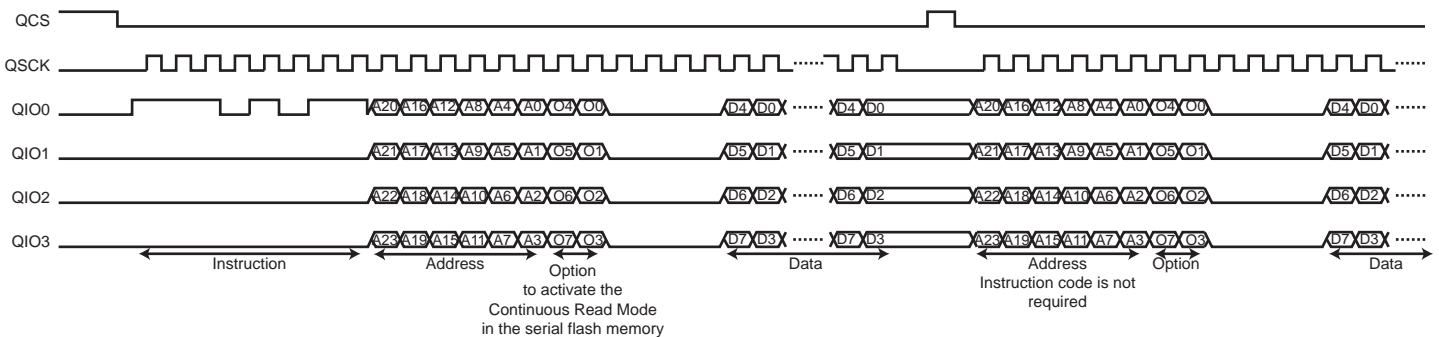 QCS
QSCK
QIO0 A20 A16 A12 A8 A4 A0 O4 O0 D4 D0 D4 D0 A20 A16 A12 A8 A4 A0 O4 O0 D4 D0
QIO1 A21 A17 A13 A9 A5 A1 O5 O1 D5 D1 D5 D1 A21 A17 A13 A9 A5 A1 O5 O1 D5 D1
QIO2 A22 A18 A14 A10 A6 A2 O6 O2 D6 D2 D6 D2 A22 A18 A14 A10 A6 A2 O6 O2 D6 D2
QIO3 A23 A19 A15 A11 A7 A3 O7 O3 D7 D3 D7 D3 A23 A19 A15 A11 A7 A3 O7 O3 D7 D3
Instruction
Address
Option
to activate the
Continuous Read Mode
in the serial flash memory
Data
Address
Instruction code is not
required
Option
Data